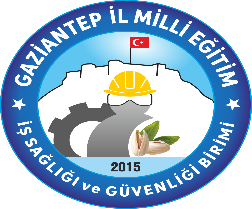 GAZİANTEP İL MİLLİ EĞİTİM
2015
İŞ SAĞLIĞI ve GÜVENLİĞİ BİRİMİ